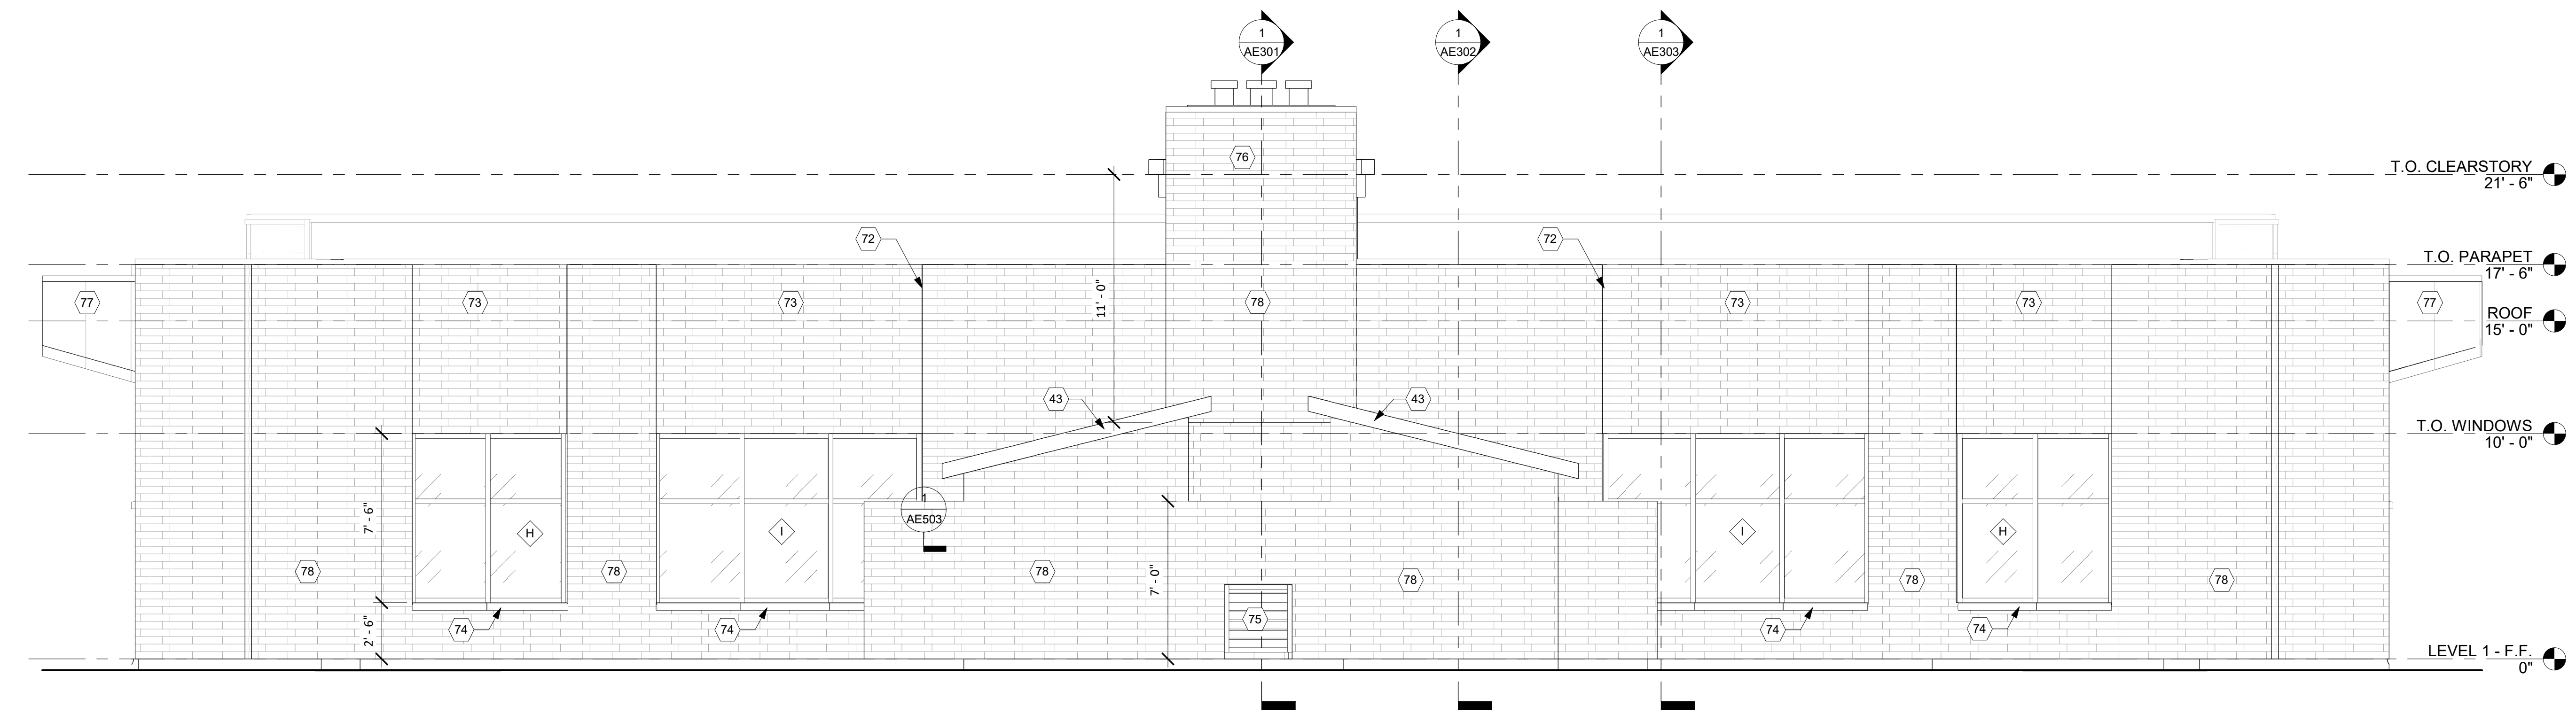 1
AE301
1
AE302
1
AE303
76
T.O. CLEARSTORY
21' - 6"
72
72
T.O. PARAPET
17' - 6"
77
73
73
11' - 0"
78
73
73
77
ROOF
15' - 0"
43
43
T.O. WINDOWS
10' - 0"
7' - 6"
H
I
1
AE503
I
H
78
78
78
7' - 0"
78
78
78
2' - 6"
74
74
75
74
74
LEVEL 1 - F.F.
0"